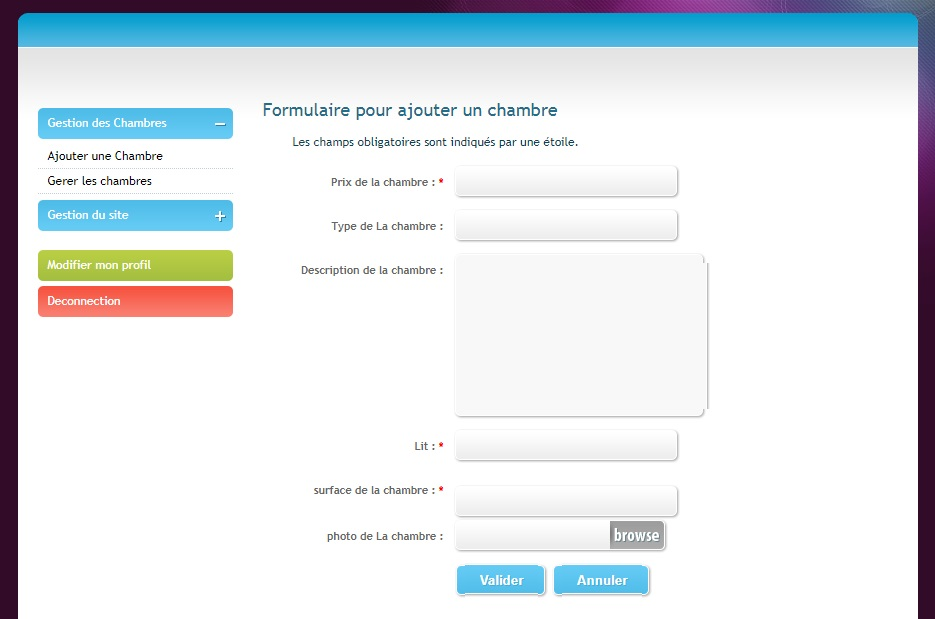 Formulaire pour ajouter un chambre
Gestion des Chambres
Les champs obligatoires sont indiqués par une étoile.
Ajouter une Chambre
Gerer les chambres
Gestion du site
Modifier mon profil
Deconnection
Prix de la chambre : *
Type de La chambre :
Description de la chambre :
Lit : *
surface de la chambre : *
photo de La chambre :
browse
Valider
Annuler